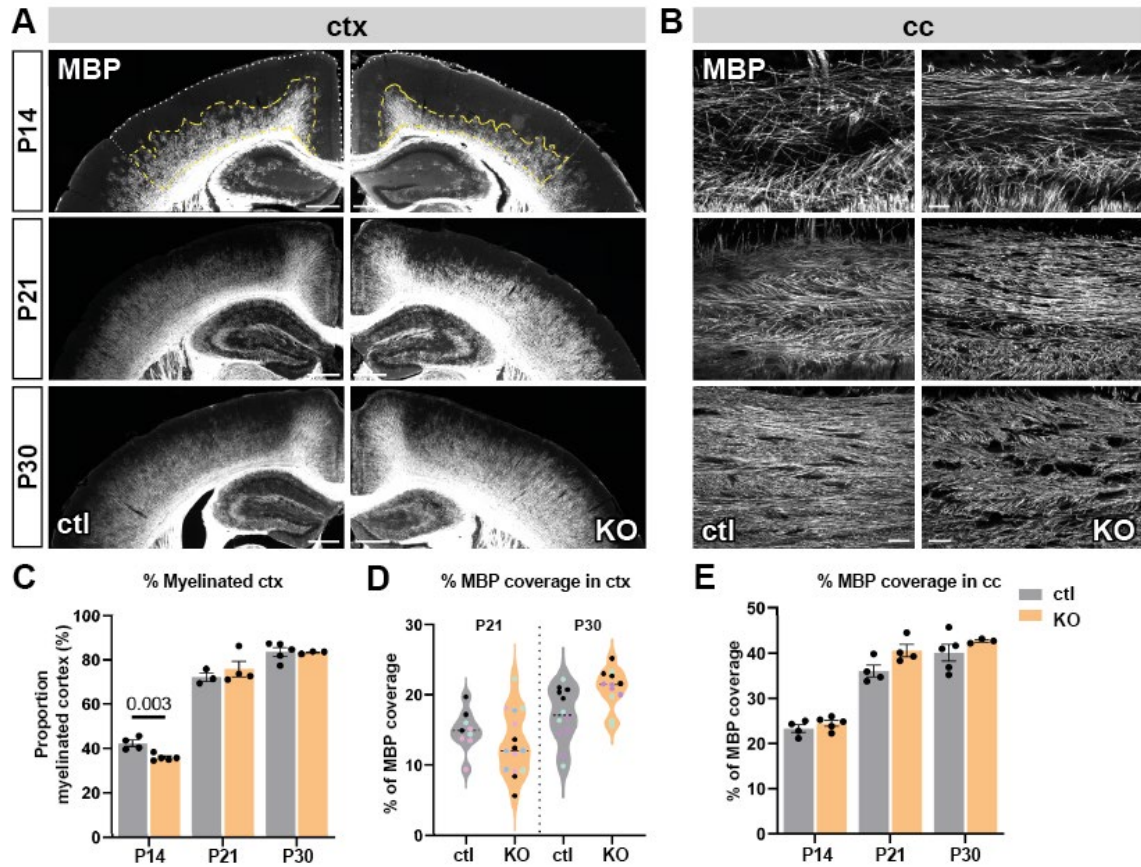 A
ctx
B
cc
P14
MBP
MBP
P21
P30
ctl
KO
ctl
KO
C
% Myelinated ctx
Proportion
myelinated cortex (%)
100
80
60
40
20
0
0.003
P14
P21
P30
D
% MBP coverage in ctx
% of MBP coverage
30
20
10
0
P21
P30
ctl
KO
ctl
KO
E
% MBP coverage in cc
% of MBP coverage
50
40
30
20
10
0
P14
P21
P30
ctl
KO